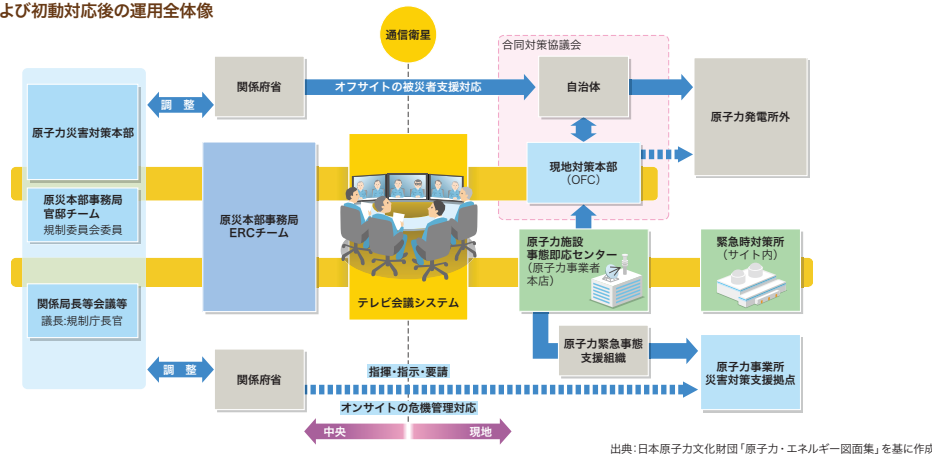 よび初動対応後の運用全体像
通信衛星
合同対策協議会
関係府省
オフサイトの被災者支援対応
自治体
調 整
原子力発電所外
原子力災害対策本部
現地対策本部
(OFC)
原災本部事務局
官邸チーム
規制委員会委員
原災本部事務局
ERCチーム
原子力施設
事態即応センター
(原子力事業者
本店)
緊急時対策所
(サイト内)
関係局長等会議等
議長:規制庁長官
テレビ会議システム
原子力緊急事態
支援組織
調 整
関係府省
指揮・指示・要請
原子力事業所
災害対策支援拠点
オンサイトの危機管理対応
中央
現地
出典:日本原子力文化財団「原子力・エネルギー図面集」を基に作成